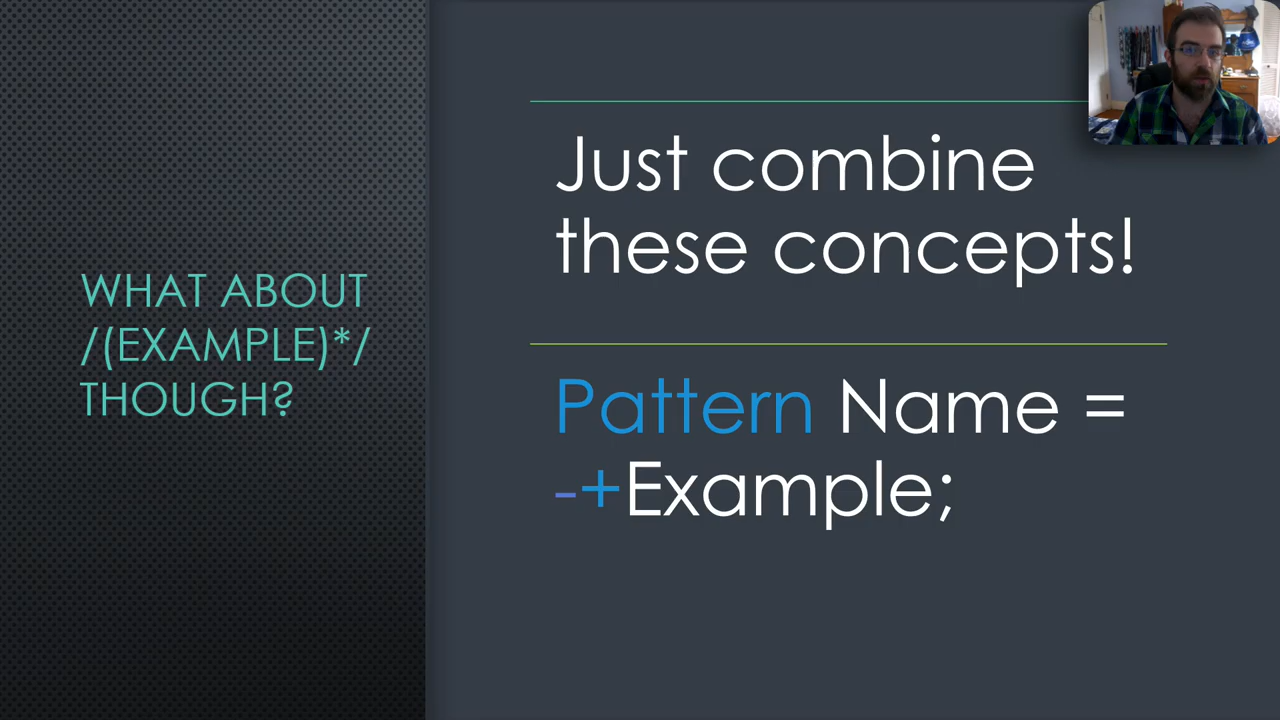 WHAT ABOUT
/(EXAMPLE)*/
THOUGH?
Just combine
these concepts!
Pattern Name =
-+Example;